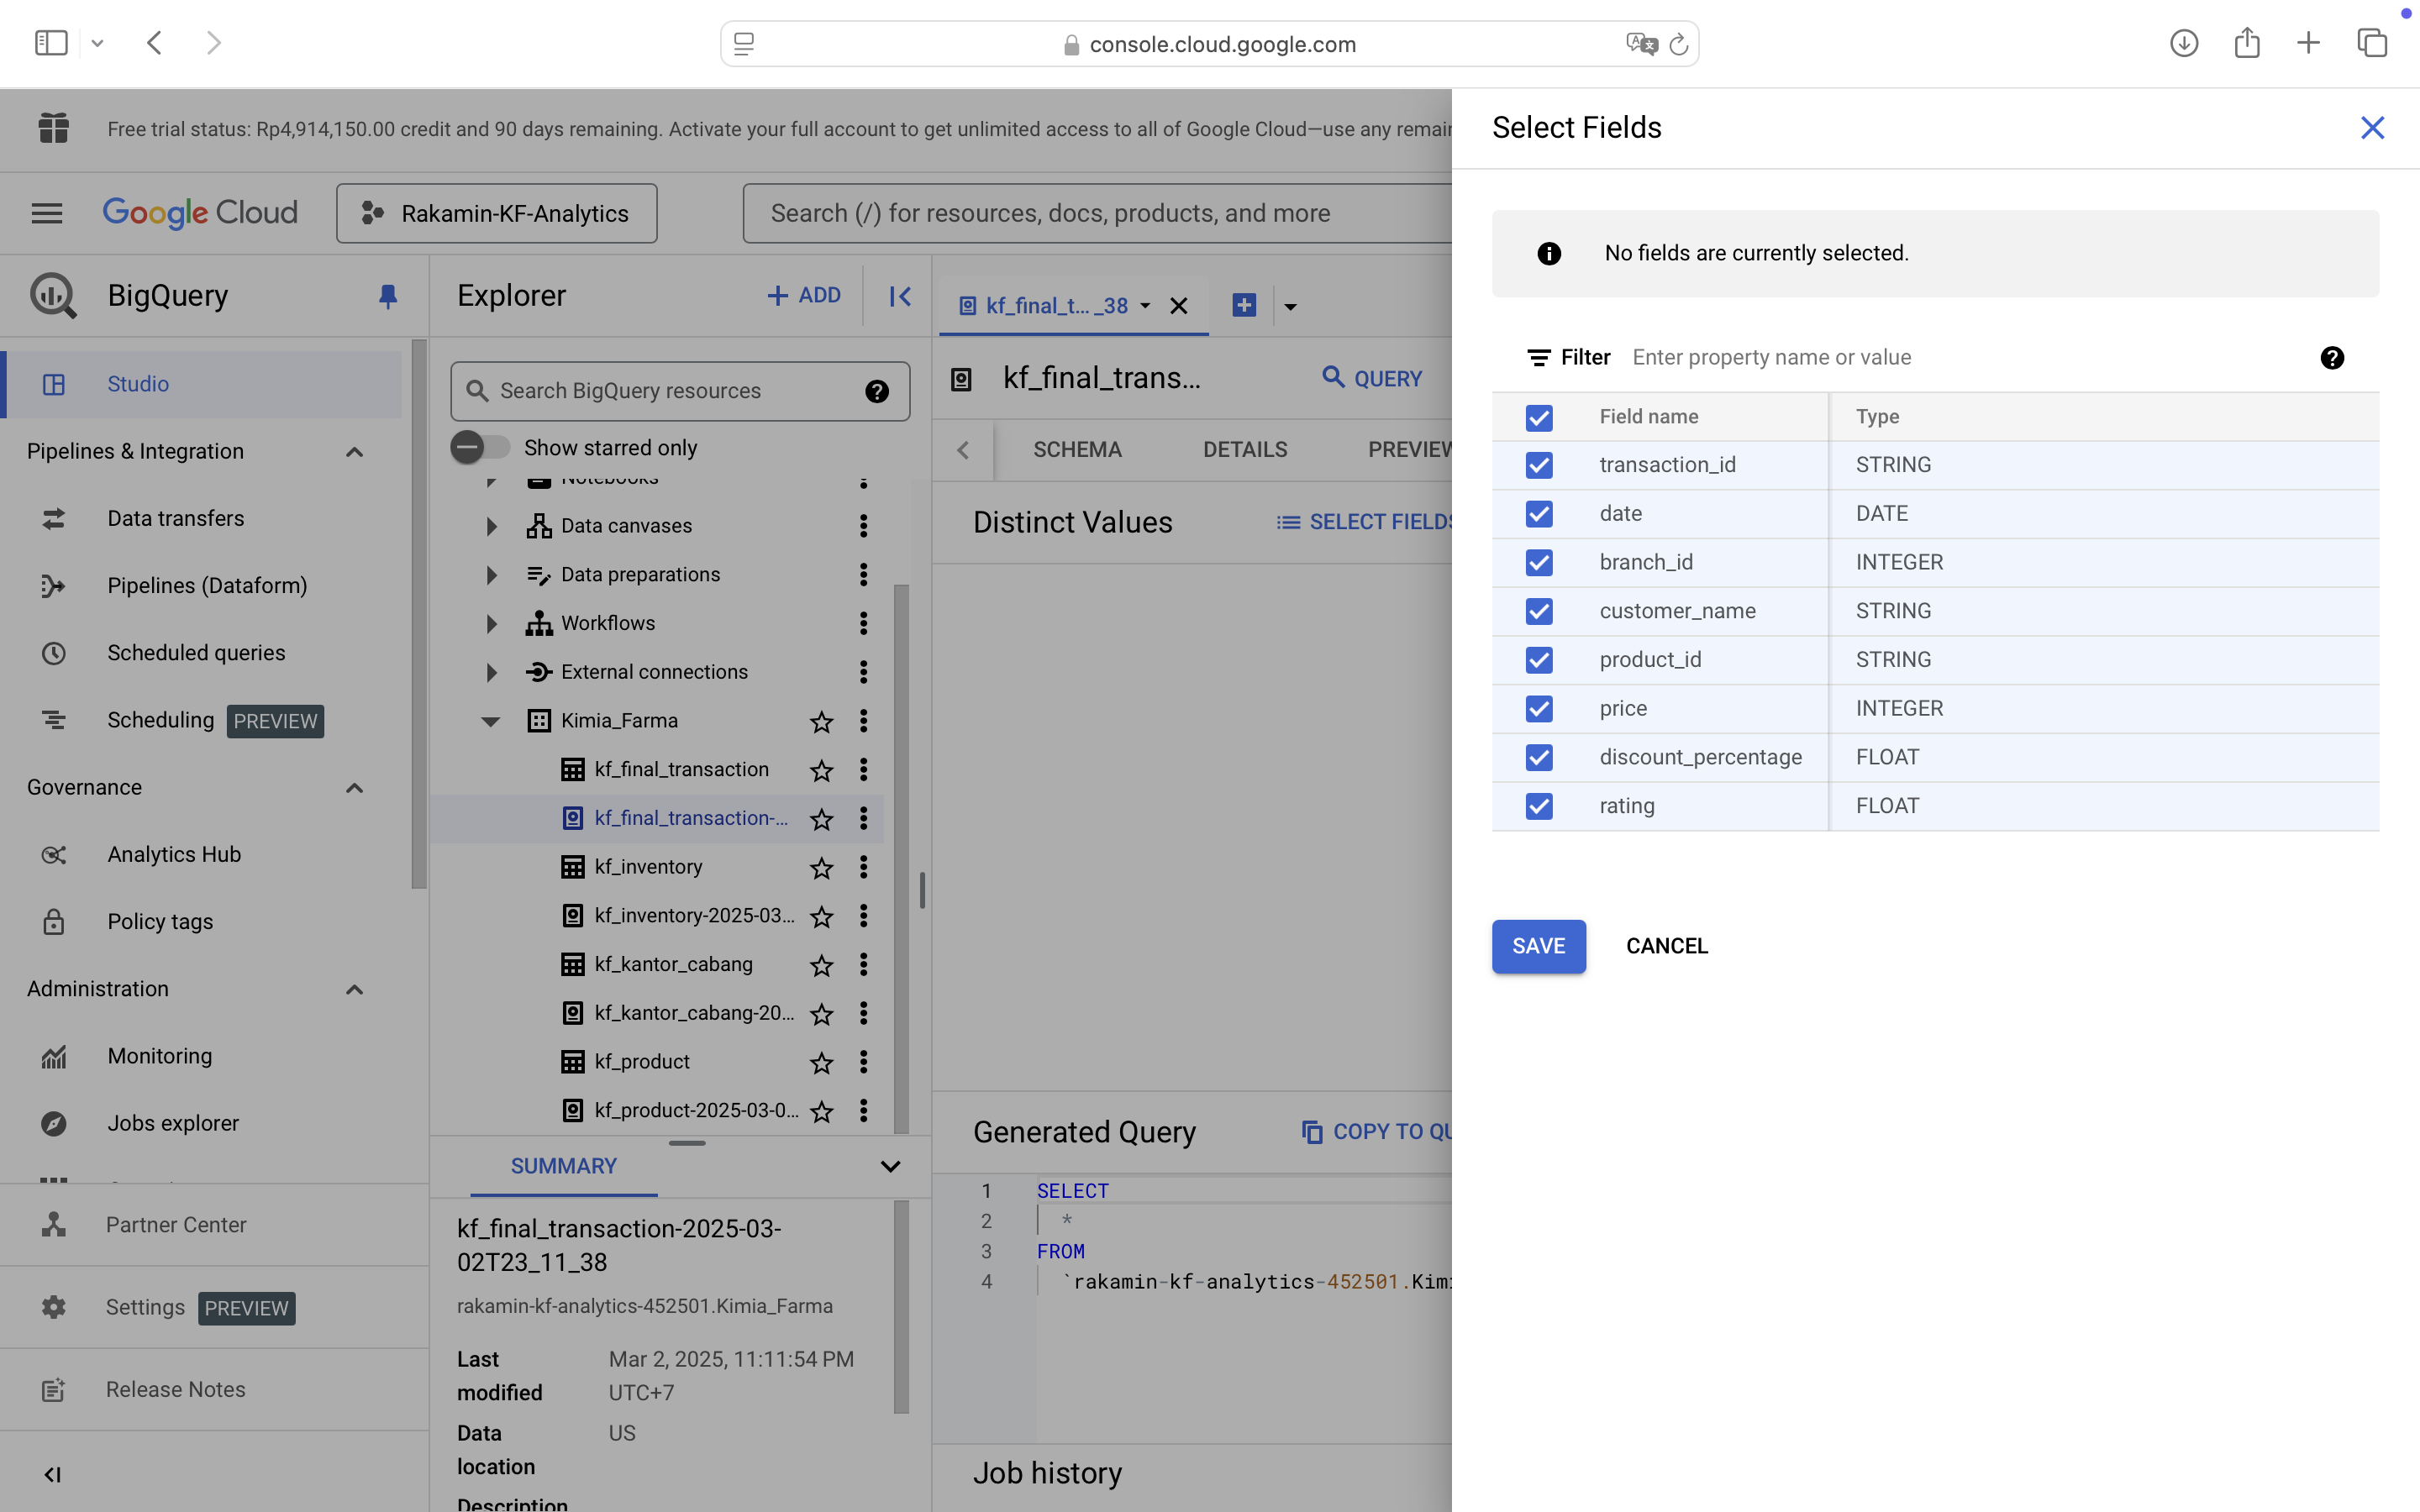 console.cloud.google.com
Free trial status: Rp4,914,150.00 credit and 90 days remaining. Activate your full account to get unlimited access to all of Google Cloud—use any
Google Cloud
Rakamin-KF-Analytics
Search (/) for resources, docs, products, and more
BigQuery
Studio
Pipelines & Integration
Data transfers
Pipelines (Dataform)
Scheduled queries
Scheduling PREVIEW
Governance
Analytics Hub
Policy tags
Administration
Monitoring
Jobs explorer
Partner Center
Settings PREVIEW
Release Notes
Explorer
+ ADD
Search BigQuery resources
Show starred only
Notebooks
Data canvases
Data preparations
Workflows
External connections
Kimia_Farma
kf_final_transaction
kf_final_transaction-...
kf_inventory
kf_inventory-2025-03...
kf_kantor_cabang
kf_kantor_cabang-20...
kf_product
kf_product-2025-03-0...
SUMMARY
kf_final_transaction-2025-03-
02T23_11_38
rakamin-kf-analytics-452501.Kimia_Farma
Last modified Mar 2, 2025, 11:11:54 PM UTC+7
Data location US
Description
kf_final_t..._38
kf_final_trans...
QUERY
SCHEMA DETAILS PREVIEW
Distinct Values
SELECT FIELDS
Generated Query
COPY TO
1 SELECT
2 *
3 FROM
4 `rakamin-kf-analytics-452501.Kimi
Job history
Select Fields
No fields are currently selected.
Filter Enter property name or value
Field name Type
transaction_id STRING
date DATE
branch_id INTEGER
customer_name STRING
product_id STRING
price INTEGER
discount_percentage FLOAT
rating FLOAT
SAVE CANCEL